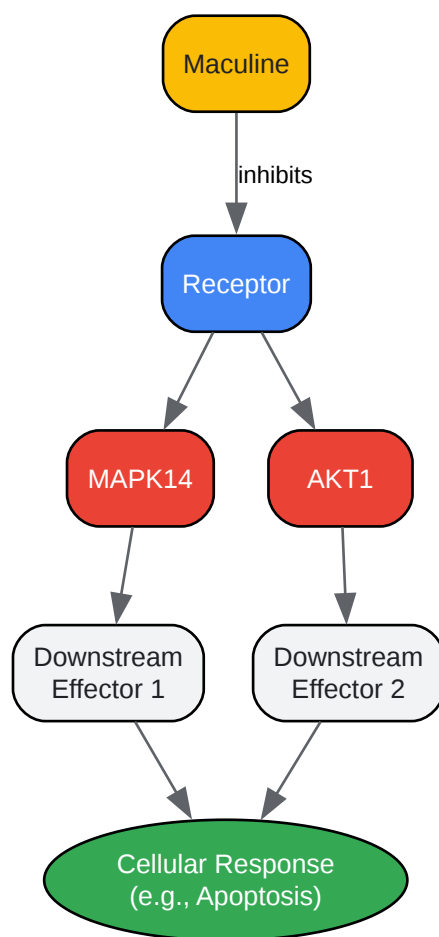 Maculine
inhibits
Receptor
MAPK14
AKT1
Downstream
Effector 1
Downstream
Effector 2
Cellular Response
(e.g., Apoptosis)